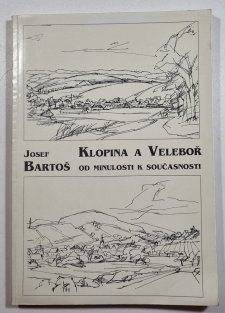 Josef
Bartoš
Klopina a Veleboř
od minulosti k současnosti